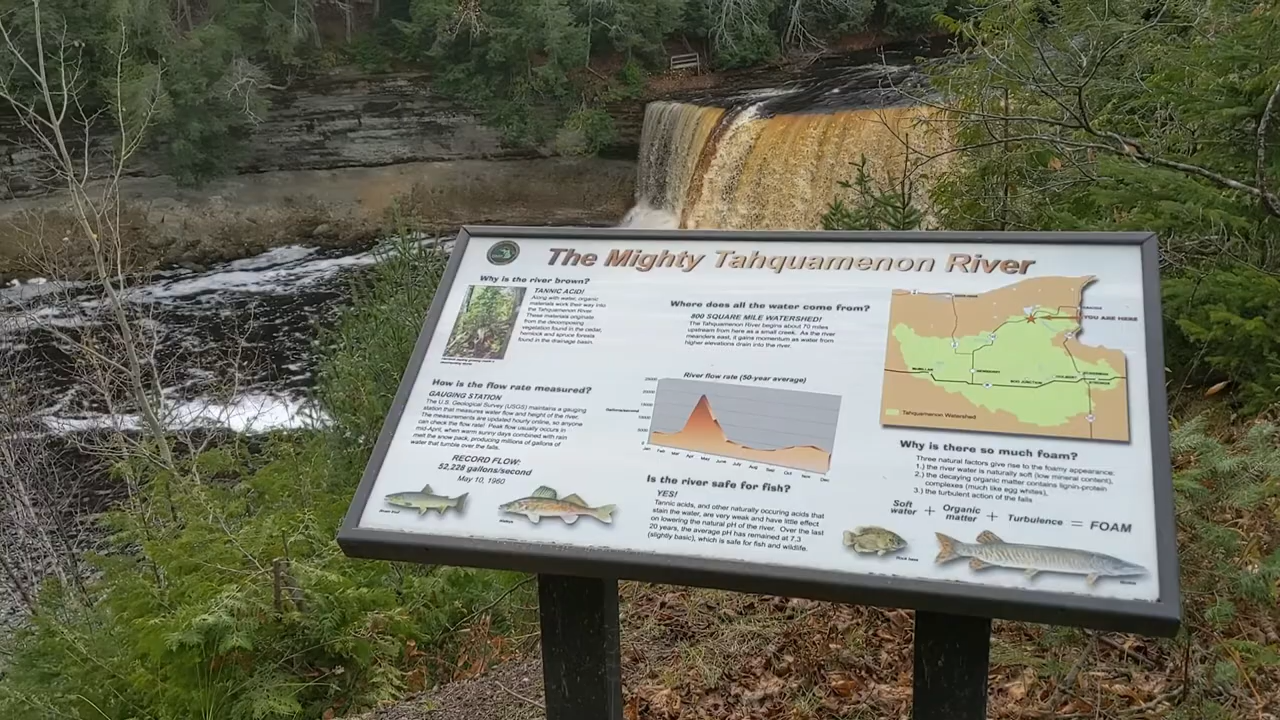 The Mighty Tahquamenon River
Why is the river brown?
TANNIC ACID!
Along with water, organic
materials work their way into
the Tahquamenon River.
These materials originate
from the decomposing
vegetation found in the cedar,
hemlock and spruce forests
found in the drainage basin.
How is the flow rate measured?
GAUGING STATION
The U.S. Geological Survey (USGS) maintains a gauging
station that measures water flow and height of the river.
The measurements are updated hourly online, so anyone
can check the flow rate! Peak flow usually occurs in
mid-April, when warm sunny days combined with rain
melt the snow pack, producing millions of gallons of
water that tumble over the falls.
RECORD FLOW:
52,228 gallons/second
May 10, 1960
Where does all the water come from?
800 SQUARE MILE WATERSHED!
The Tahquamenon River begins about 70 miles
upstream from here as a small creek. As the river
meanders east, it gains momentum as water from
higher elevations drain into the river.
River flow rate (50-year average)
Gallons/second
Jan
Feb
Mar
Apr
May
June
July
Aug
Sept
Oct
Nov
Dec
Is the river safe for fish?
YES!
Tannic acids, and other naturally occuring acids that
stain the water, are very weak and have little effect
on lowering the natural pH of the river. Over the last
20 years, the average pH has remained at 7.3
(slightly basic), which is safe for fish and wildlife.
YOU ARE HERE
Tahquamenon Watershed
Why is there so much foam?
Three natural factors give rise to the foamy appearance:
1.) the river water is naturally soft (low mineral content),
2.) the decaying organic matter contains lignin-protein
complexes (much like egg whites),
3.) the turbulent action of the falls
Soft water + Organic matter + Turbulence = FOAM
Rock bass